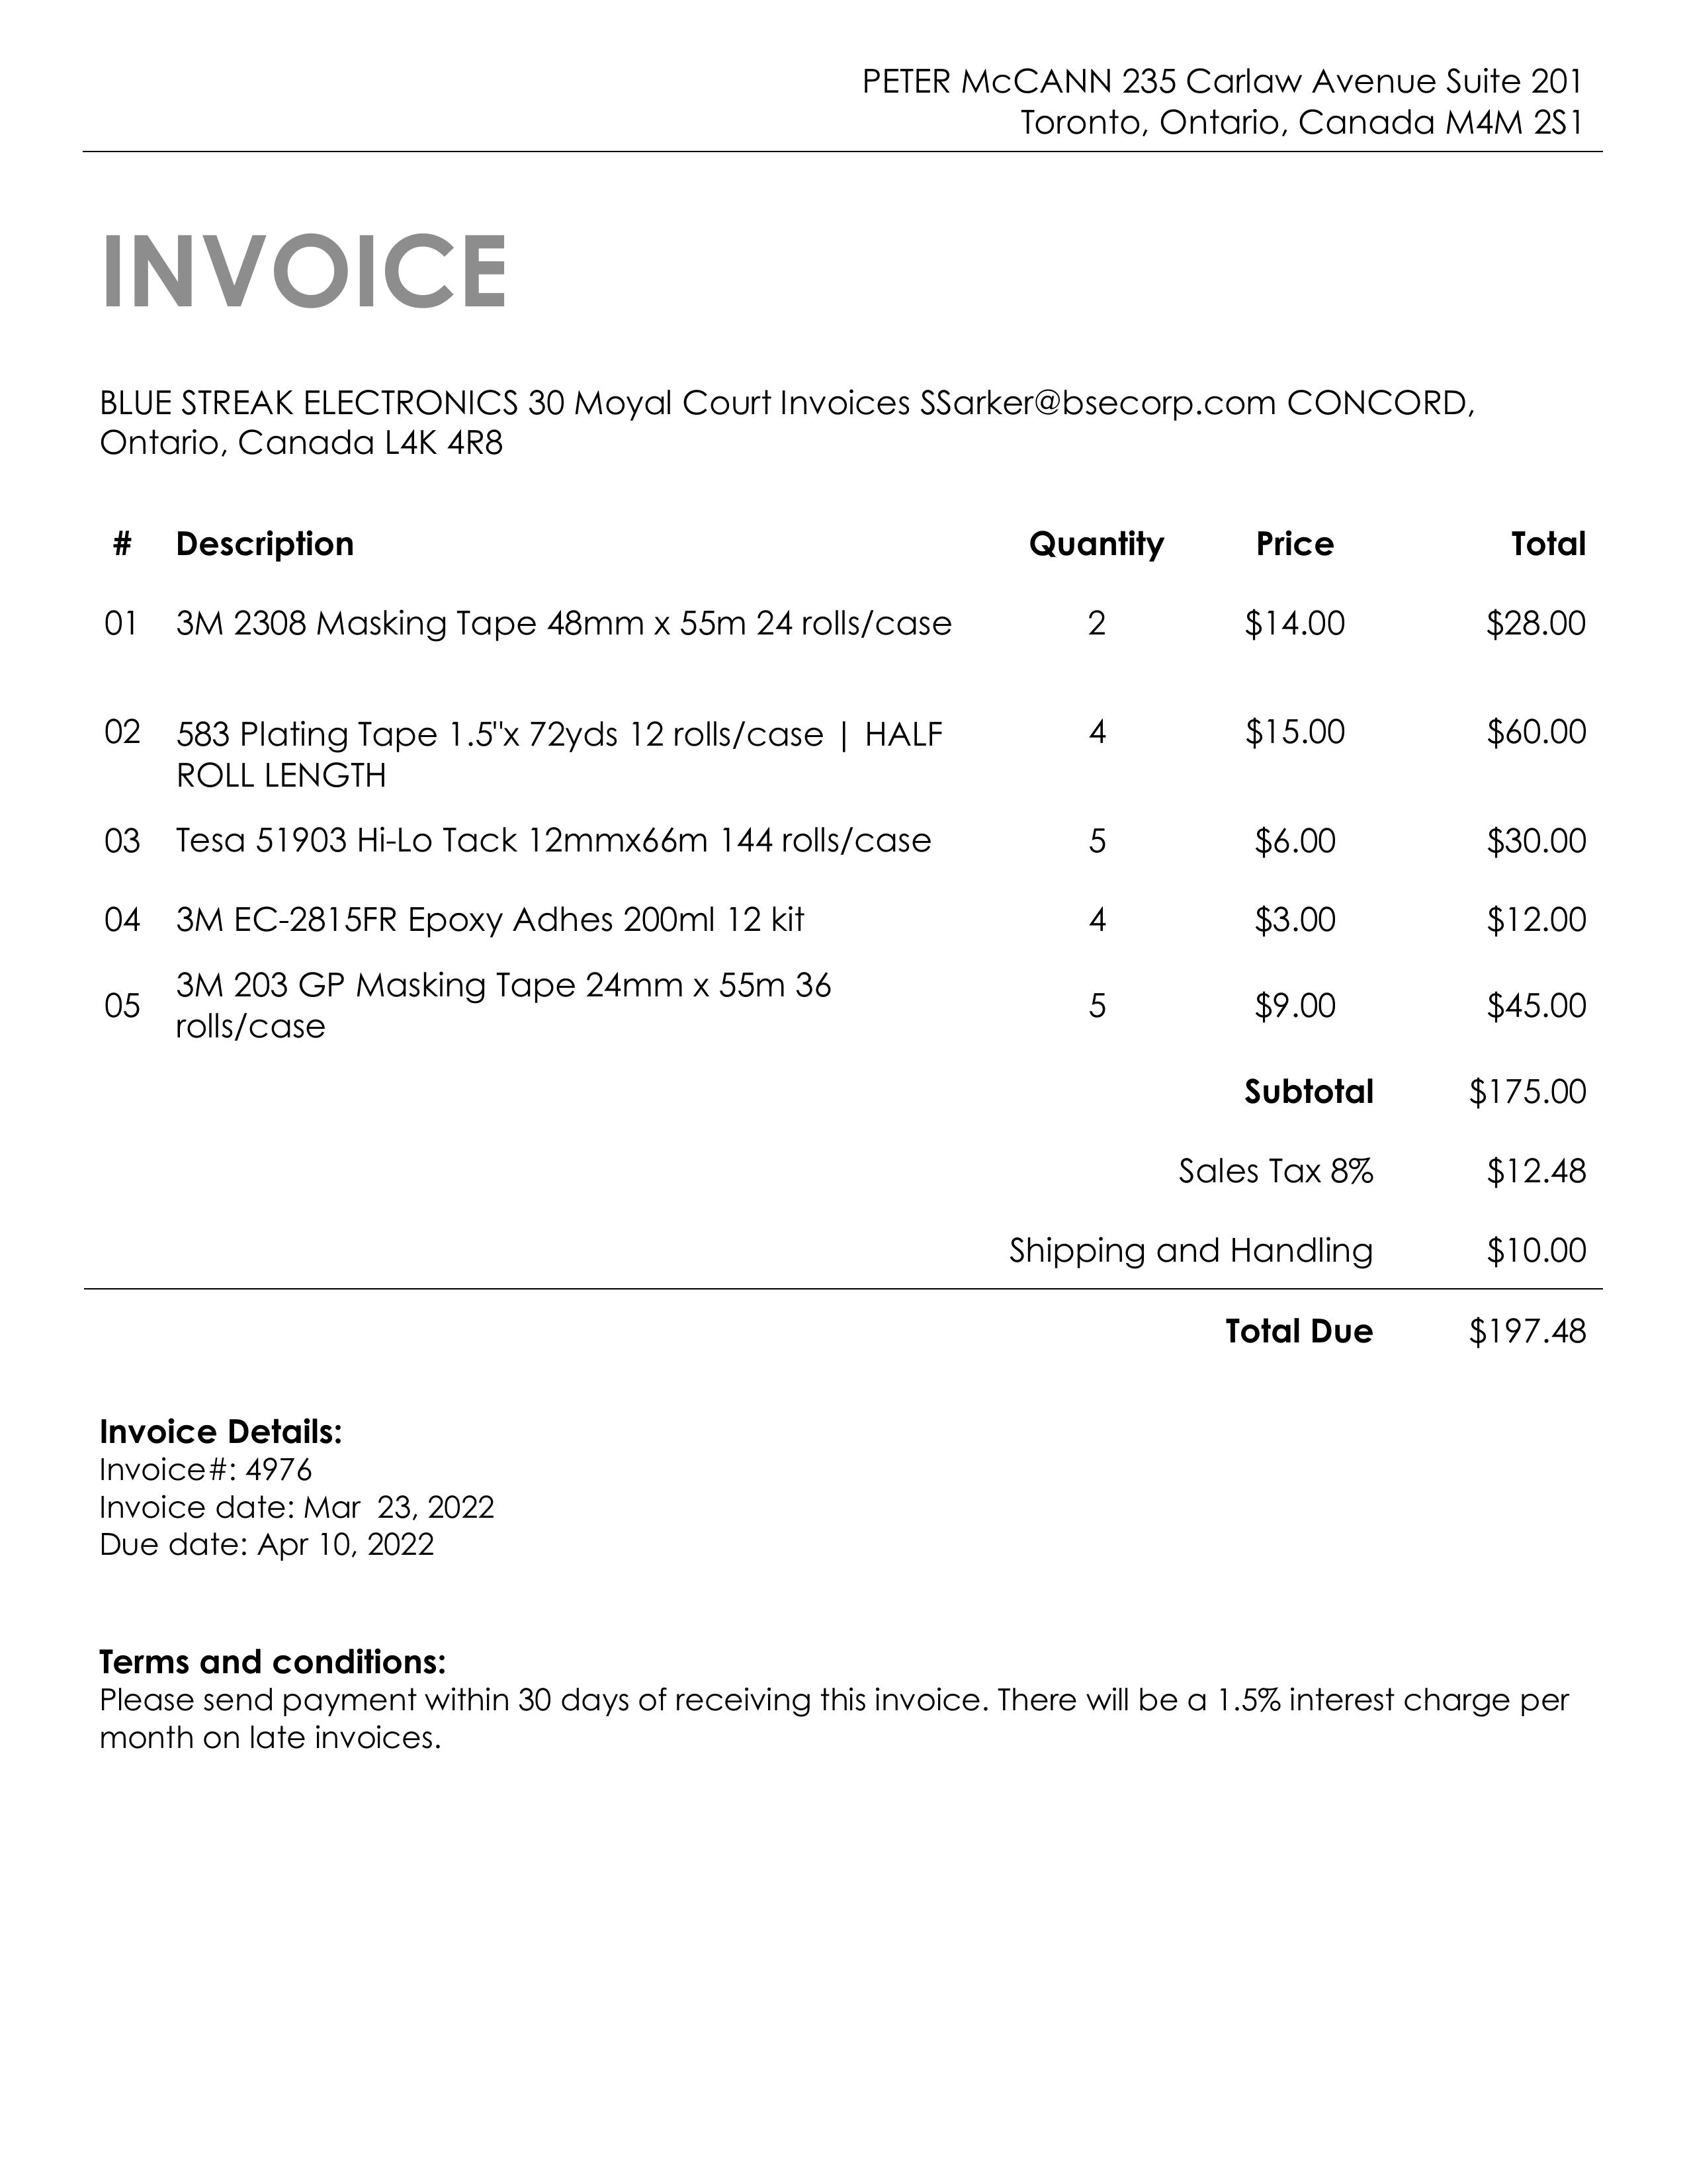 PETER McCANN 235 Carlaw Avenue Suite 201
Toronto, Ontario, Canada M4M 2S1
INVOICE
BLUE STREAK ELECTRONICS 30 Moyal Court Invoices SSarker@bsecorp.com CONCORD,
Ontario, Canada L4K 4R8
# Description Quantity Price Total
01 3M 2308 Masking Tape 48mm x 55m 24 rolls/case 2 $14.00 $28.00
02 583 Plating Tape 1.5"x 72yds 12 rolls/case | HALF 4 $15.00 $60.00
ROLL LENGTH
03 Tesa 51903 Hi-Lo Tack 12mmx66m 144 rolls/case 5 $6.00 $30.00
04 3M EC-2815FR Epoxy Adhes 200ml 12 kit 4 $3.00 $12.00
05 3M 203 GP Masking Tape 24mm x 55m 36 5 $9.00 $45.00
rolls/case
Subtotal $175.00
Sales Tax 8% $12.48
Shipping and Handling $10.00
Total Due $197.48
Invoice Details:
Invoice#: 4976
Invoice date: Mar  23, 2022
Due date: Apr 10, 2022
Terms and conditions:
Please send payment within 30 days of receiving this invoice. There will be a 1.5% interest charge per
month on late invoices.